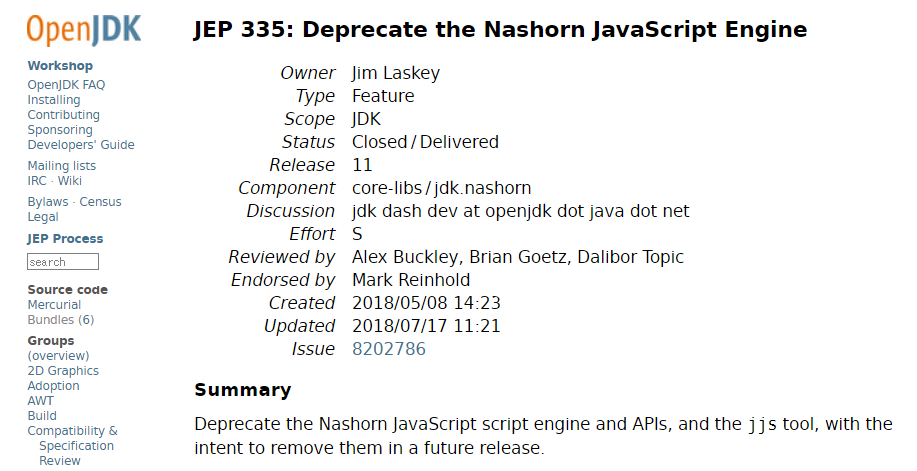 OpenJDK
Workshop
OpenJDK FAQ
Installing
Contributing
Sponsoring
Developers' Guide
Mailing lists
IRC · Wiki
Bylaws · Census
Legal
JEP Process
search
Source code
Mercurial
Bundles (6)
Groups
(overview)
2D Graphics
Adoption
AWT
Build
Compatibility &
Specification
Review
JEP 335: Deprecate the Nashorn JavaScript Engine
Owner Jim Laskey
Type Feature
Scope JDK
Status Closed / Delivered
Release 11
Component core-libs / jdk.nashorn
Discussion jdk dash dev at openjdk dot java dot net
Effort S
Reviewed by Alex Buckley, Brian Goetz, Dalibor Topic
Endorsed by Mark Reinhold
Created 2018/05/08 14:23
Updated 2018/07/17 11:21
Issue 8202786
Summary
Deprecate the Nashorn JavaScript script engine and APIs, and the jjs tool, with the
intent to remove them in a future release.